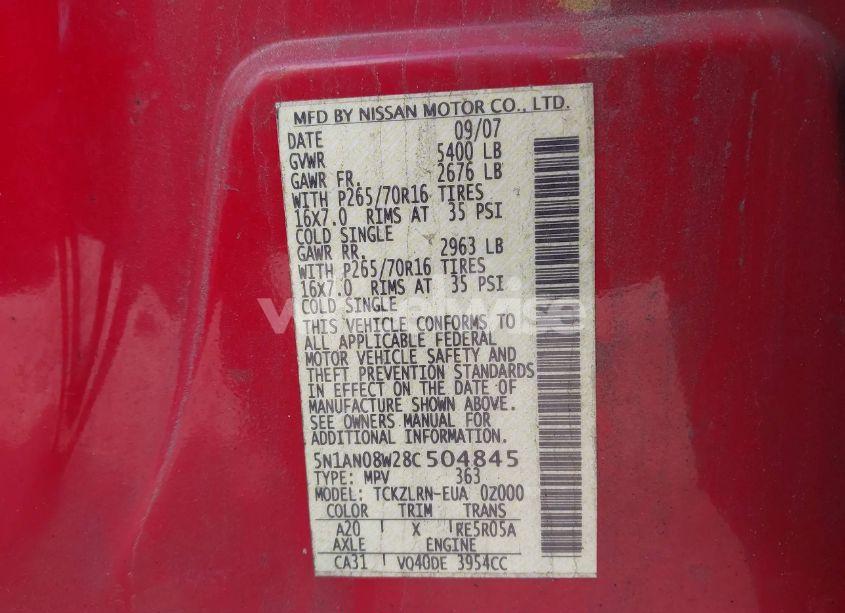 MFD BY NISSAN MOTOR CO., LTD.
DATE 09/07
GVWR 5400 LB
GAWR FR. 2676 LB
WITH P265/70R16 TIRES
16X7.0 RIMS AT 35 PSI
COLD SINGLE
GAWR RR. 2963 LB
WITH P265/70R16 TIRES
16X7.0 RIMS AT 35 PSI
COLD SINGLE
THIS VEHICLE CONFORMS TO
ALL APPLICABLE FEDERAL
MOTOR VEHICLE SAFETY AND
THEFT PREVENTION STANDARDS
IN EFFECT ON THE DATE OF
MANUFACTURE SHOWN ABOVE.
SEE OWNERS MANUAL FOR
ADDITIONAL INFORMATION.
5N1AN08W28C504845
TYPE: MPV 363
MODEL: TCKZLRN-EUA 0Z000
COLOR TRIM TRANS
A20 X RE5R05A
AXLE ENGINE
CA31 VQ40DE 3954CC